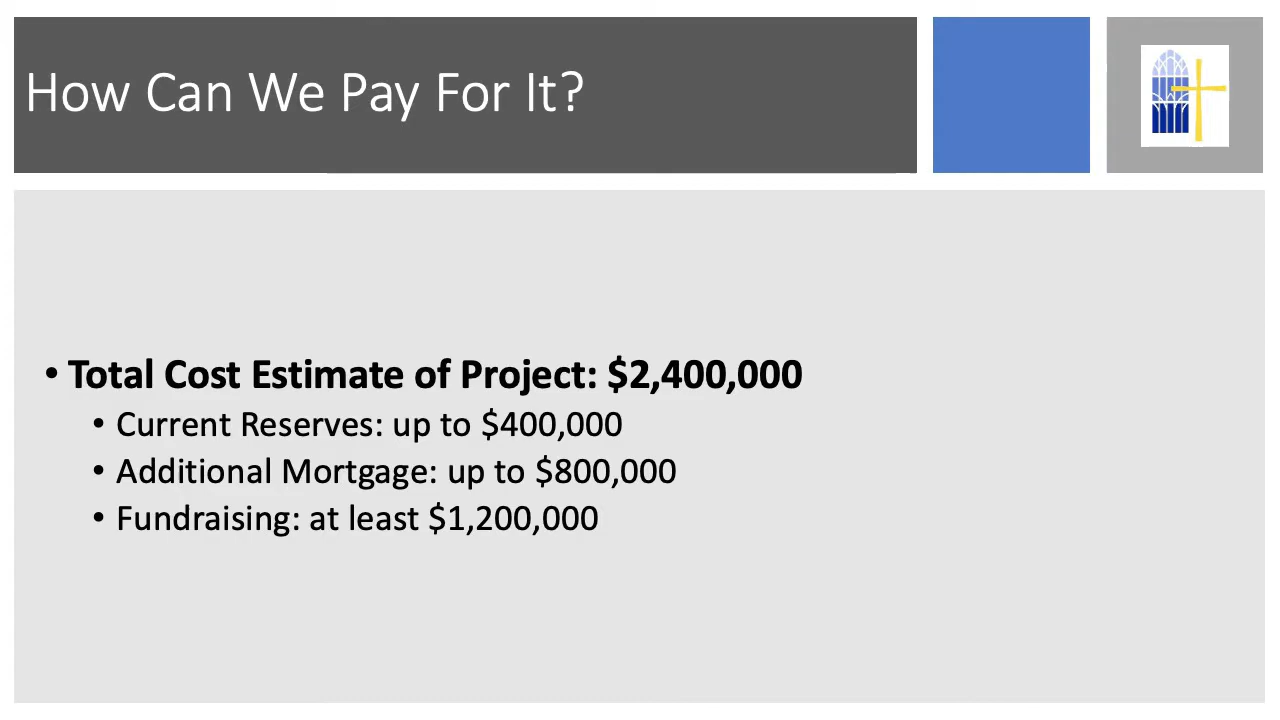 How Can We Pay For It?
• Total Cost Estimate of Project: $2,400,000
• Current Reserves: up to $400,000
• Additional Mortgage: up to $800,000
• Fundraising: at least $1,200,000